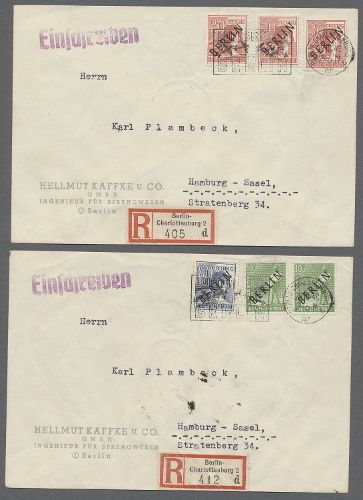 Einschreiben
BERLIN BERLIN BERLIN
BERLIN
Herrn
Karl Plambeck,
Hamburg - Sasel,
Stratenberg 34.
HELLMUT KAFFKE U. CO.
GMBH
INGENIEUR FÜR SPRENGWESEN
Berlin
R
Berlin-
Charlottenburg 2
405 d
Einschreiben
BERLIN BERLIN BERLIN
BERLIN
Herrn
Karl Plambeck,
Hamburg - Sasel,
Stratenberg 34.
HELLMUT KAFFKE U. CO.
GMBH
INGENIEUR FÜR SPRENGWESEN
Berlin
R
Berlin-
Charlottenburg 2
412 d